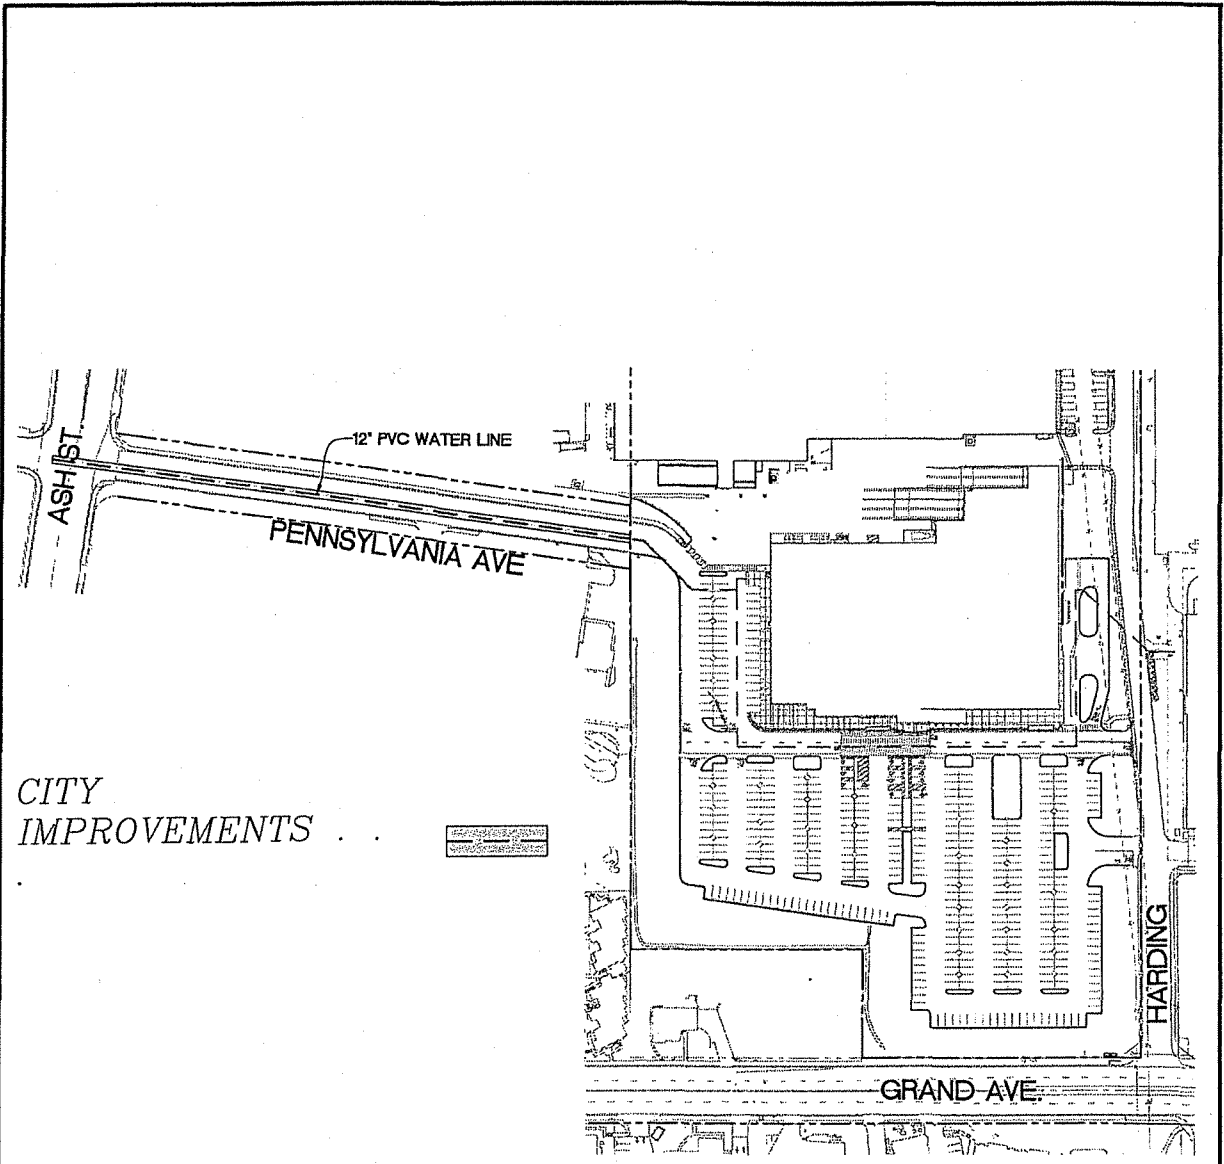 12" PVC WATER LINE
ASH ST.
PENNSYLVANIA AVE
CITY
IMPROVEMENTS . .
.
HARDING
GRAND AVE.